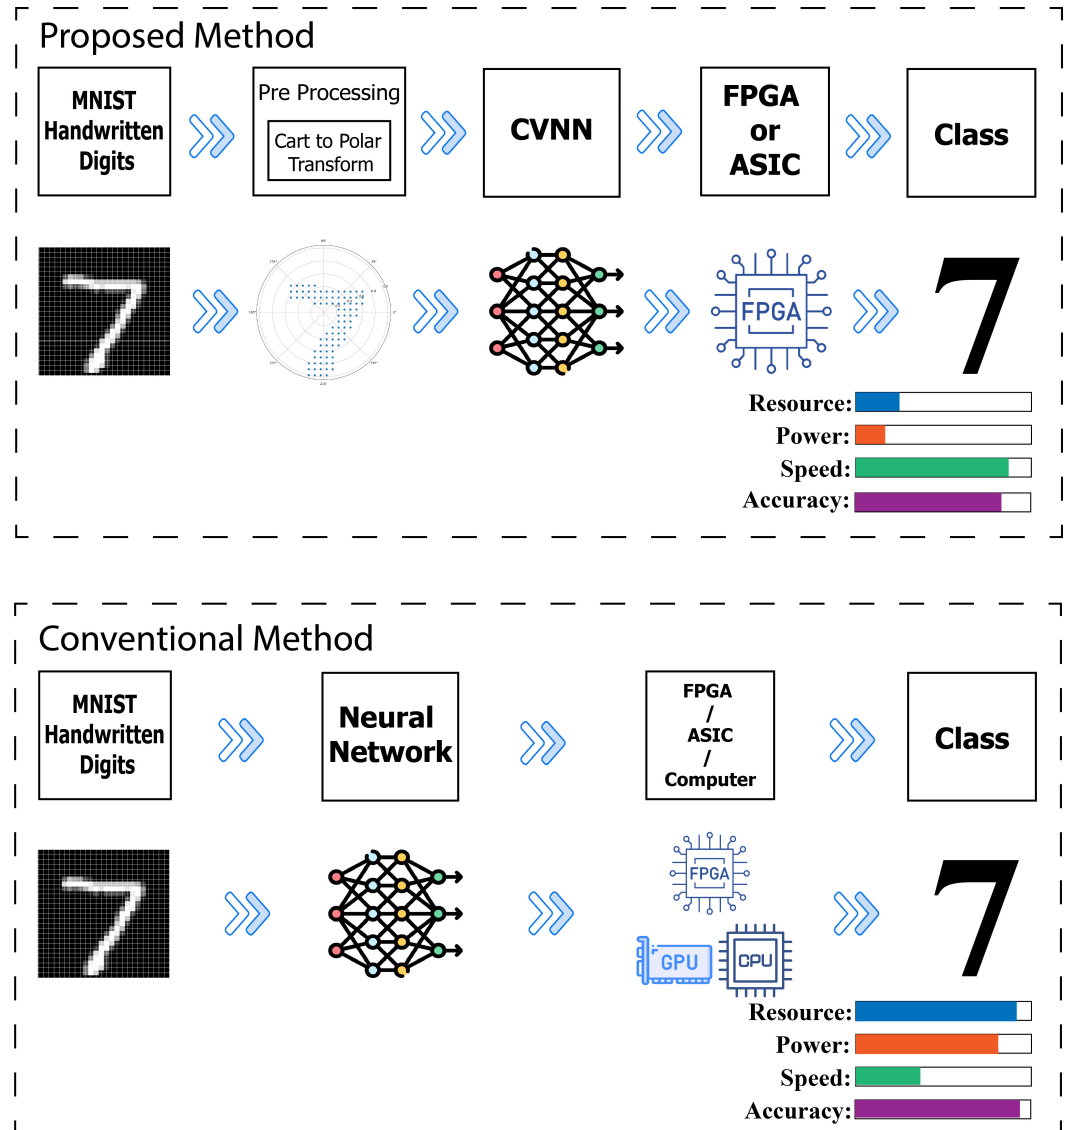 Proposed Method
MNIST
Handwritten
Digits
Pre Processing
Cart to Polar
Transform
CVNN
FPGA
or
ASIC
Class
FPGA
Resource:
Power:
Speed:
Accuracy:
Conventional Method
MNIST
Handwritten
Digits
Neural
Network
FPGA
/
ASIC
/
Computer
Class
FPGA
GPU
CPU
7
Resource:
Power:
Speed:
Accuracy: